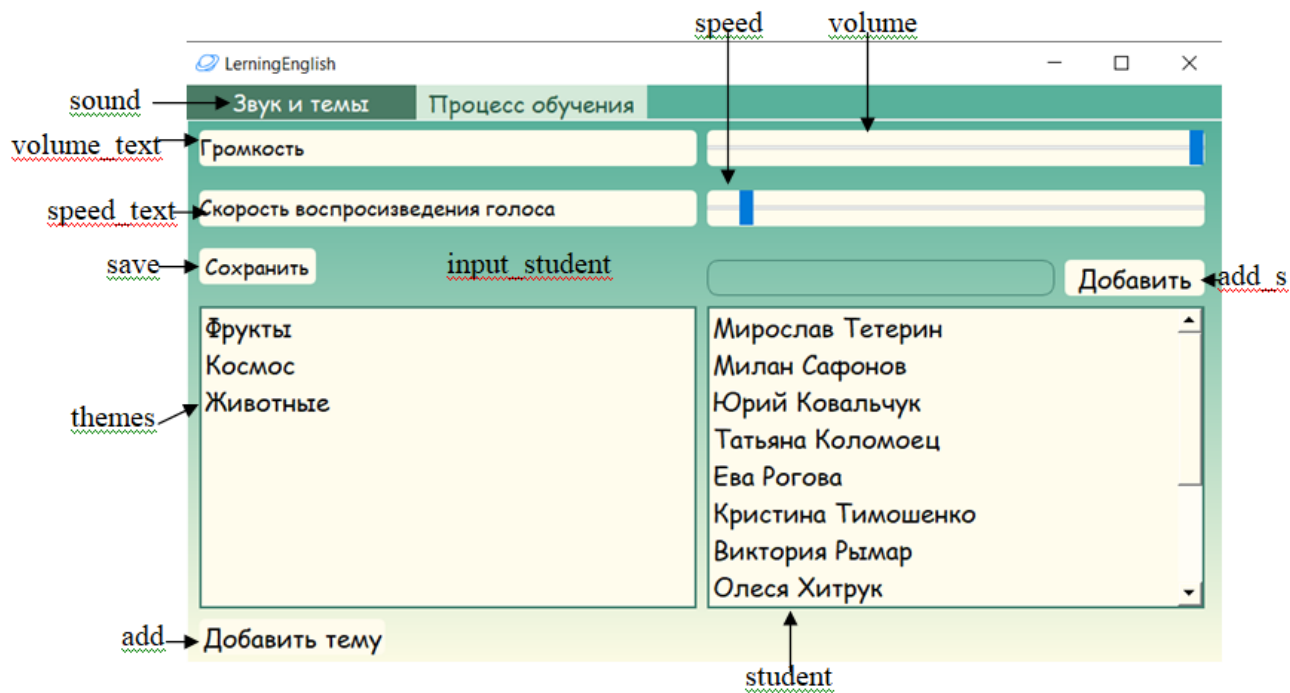 speed volume
LerningEnglish
sound Звук и темы Процесс обучения
volume_text Громкость
speed_text Скорость воспросизведения голоса
save Сохранить input_student Добавить add_s
Фрукты
Космос
themes Животные
Мирослав Тетерин
Милан Сафонов
Юрий Ковальчук
Татьяна Коломоец
Ева Рогова
Кристина Тимошенко
Виктория Рымар
Олеся Хитрук
add Добавить тему
student